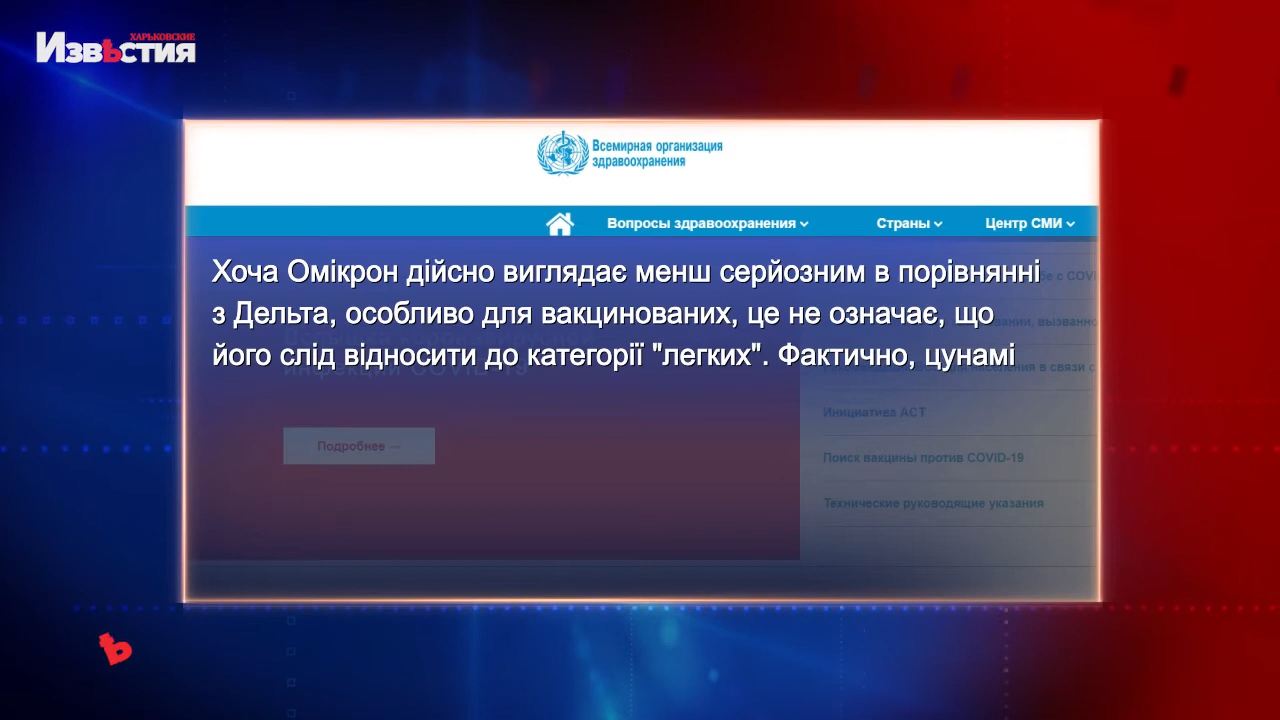 ХАРЬКОВСКИЕ
ИзвѢстия
Всемирная организация
здравоохранения
Вопросы здравоохранения
Страны
Центр СМИ
Хоча Омікрон дійсно виглядає менш серйозним в порівнянні
з Дельта, особливо для вакцинованих, це не означає, що
його слід відносити до категорії "легких". Фактично, цунамі
Подробнее —
Инициатива ACT
Поиск вакцины против COVID-19
Технические руководящие указания
Ѣ